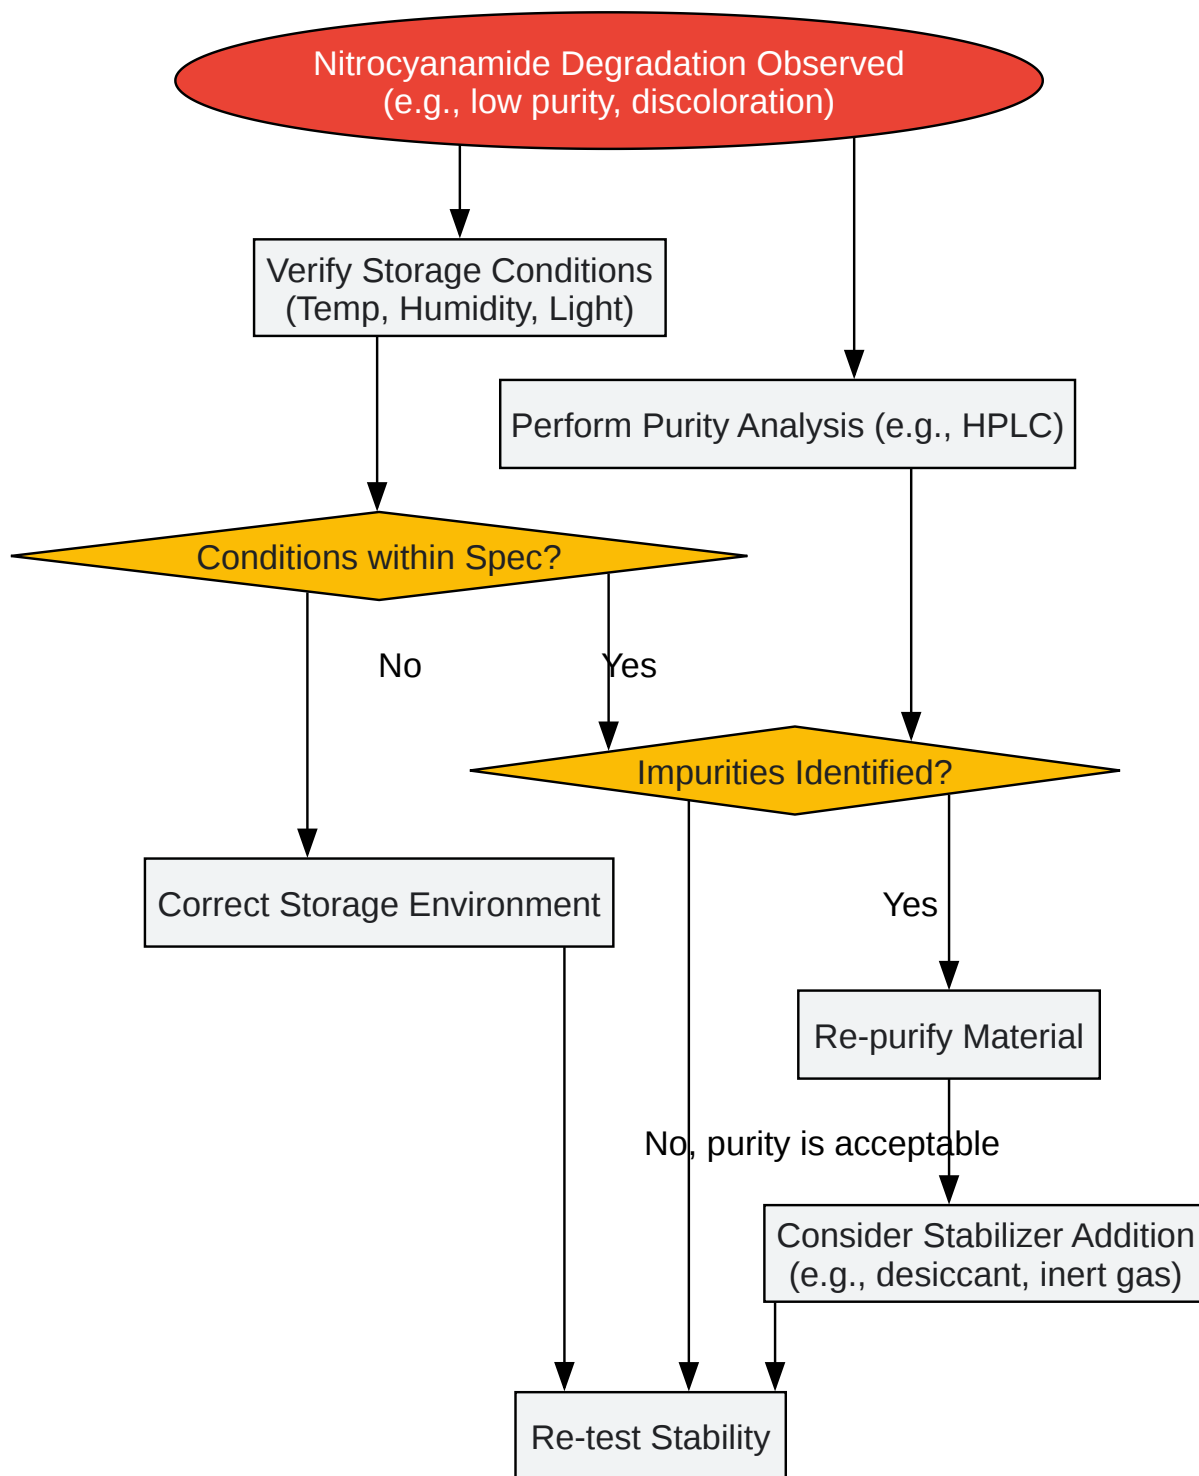 Nitrocyanamide Degradation Observed
(e.g., low purity, discoloration)
Verify Storage Conditions
(Temp, Humidity, Light)
Perform Purity Analysis (e.g., HPLC)
Conditions within Spec?
No
Yes
Impurities Identified?
Correct Storage Environment
Yes
Re-purify Material
No, purity is acceptable
Consider Stabilizer Addition
(e.g., desiccant, inert gas)
Re-test Stability